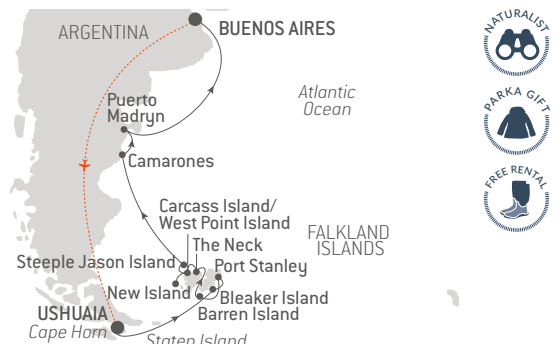 ARGENTINA
BUENOS AIRES
NATURALIST
Atlantic
Ocean
Puerto
Madryn
PARKA GIFT
Camarones
FREE RENTAL
Carcass Island/
West Point Island
FALKLAND
ISLANDS
The Neck
Steeple Jason Island
Port Stanley
New Island
Bleaker Island
Barren Island
USHUAIA
Cape Horn
Staten Island